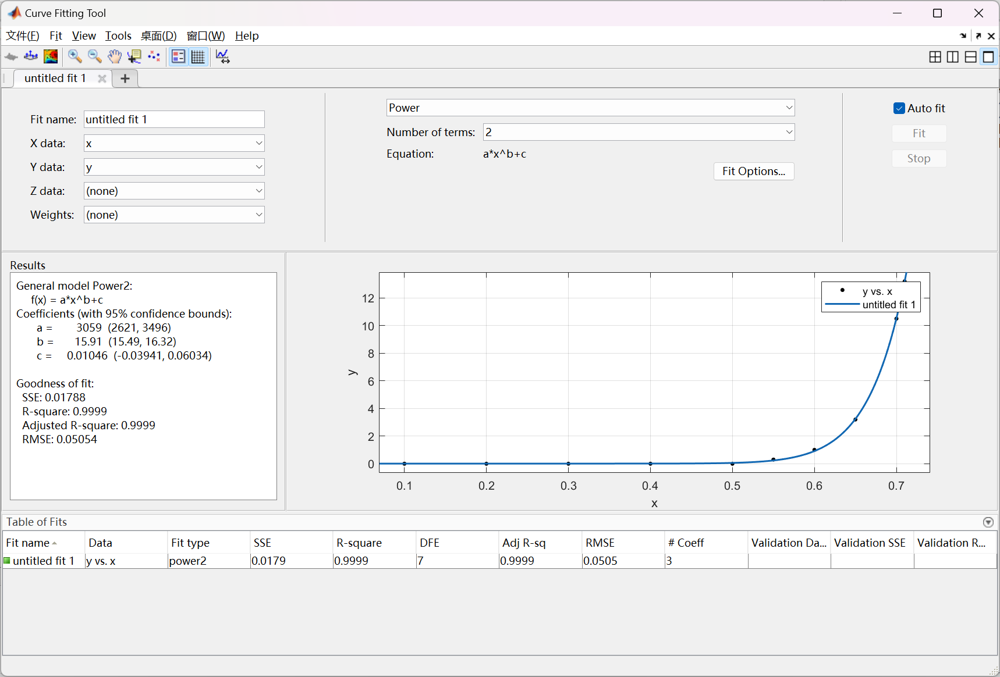 Curve Fitting Tool
文件(F) Fit View Tools 桌面(D) 窗口(W) Help
untitled fit 1
Fit name: untitled fit 1
X data: x
Y data: y
Z data: (none)
Weights: (none)
Power
Number of terms: 2
Equation: a*x^b+c
Fit Options...
Auto fit
Fit
Stop
Results
General model Power2:
f(x) = a*x^b+c
Coefficients (with 95% confidence bounds):
a = 3059 (2621, 3496)
b = 15.91 (15.49, 16.32)
c = 0.01046 (-0.03941, 0.06034)
Goodness of fit:
SSE: 0.01788
R-square: 0.9999
Adjusted R-square: 0.9999
RMSE: 0.05054
y vs. x
untitled fit 1
12
10
8
6
4
2
0
y
0.1 0.2 0.3 0.4 0.5 0.6 0.7
x
Table of Fits
Fit name Data Fit type SSE R-square DFE Adj R-sq RMSE # Coeff Validation Da... Validation SSE Validation R...
untitled fit 1 y vs. x power2 0.0179 0.9999 7 0.9999 0.0505 3